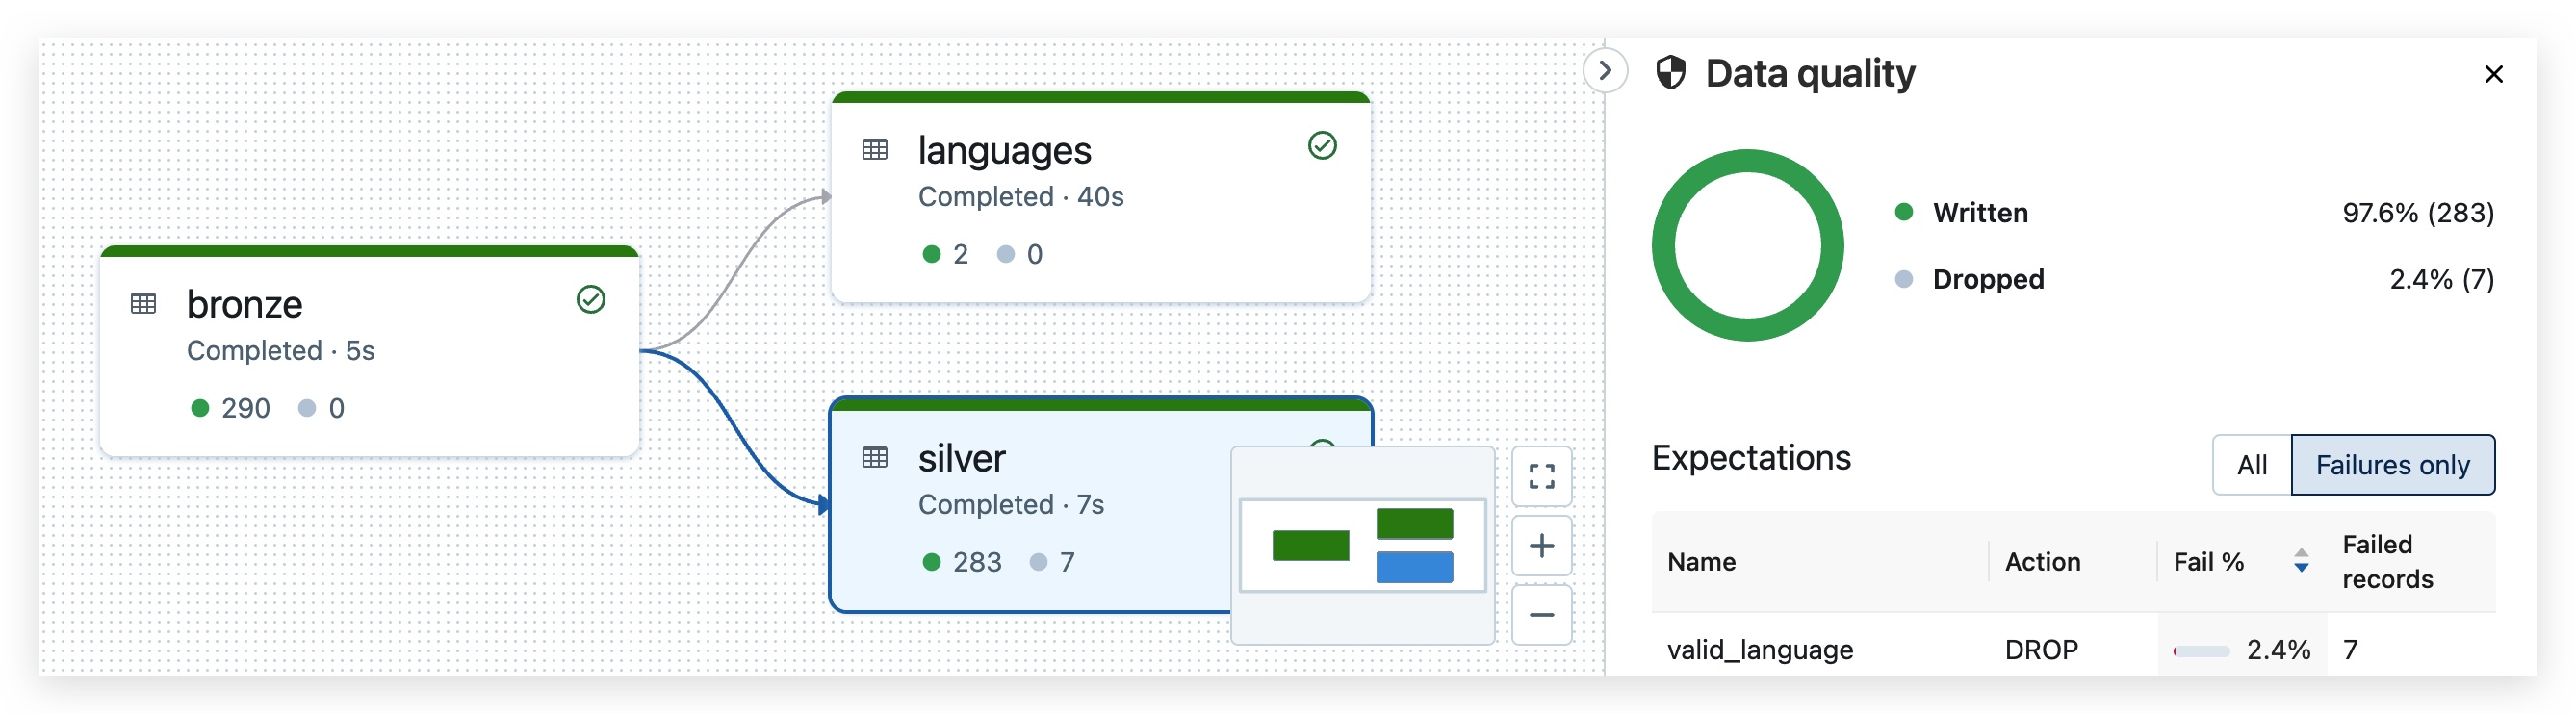 bronze
Completed · 5s
290 0
languages
Completed · 40s
2 0
silver
Completed · 7s
283 7
Data quality
Written 97.6% (283)
Dropped 2.4% (7)
Expectations
All Failures only
Name Action Fail % Failed records
valid_language DROP 2.4% 7